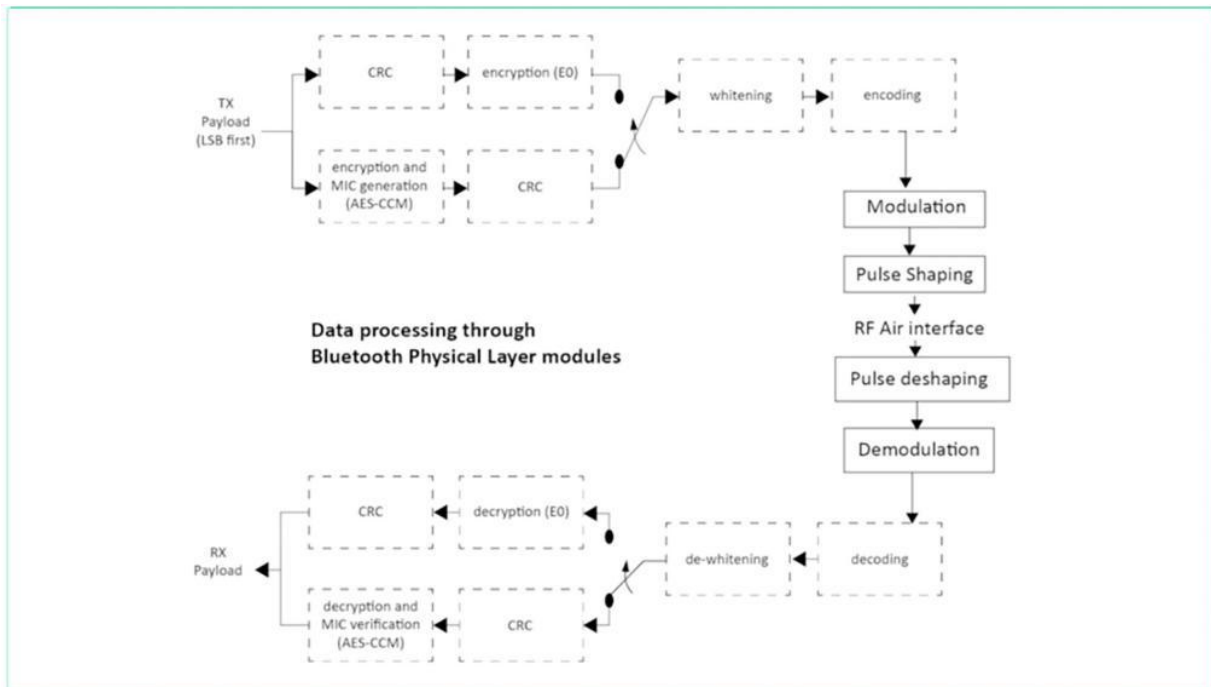 CRC
encryption (E0)
whitening
encoding
TX
Payload
(LSB first)
encryption and
MIC generation
(AES-CCM)
CRC
Modulation
Pulse Shaping
RF Air interface
Data processing through
Bluetooth Physical Layer modules
Pulse deshaping
Demodulation
CRC
decryption (E0)
RX
Payload
de-whitening
decoding
decryption and
MIC verification
(AES-CCM)
CRC